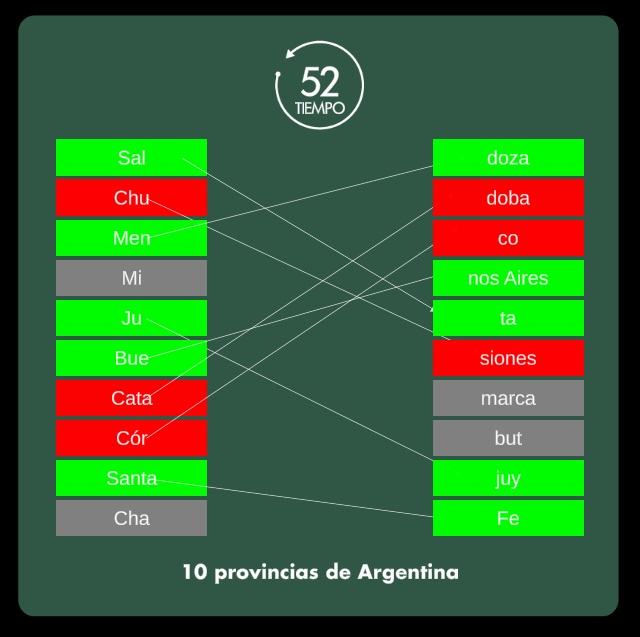 52
TIEMPO
Sal doza
Chu doba
Men co
Mi nos Aires
Ju ta
Bue siones
Cata marca
Cór but
Santa juy
Cha Fe
10 provincias de Argentina